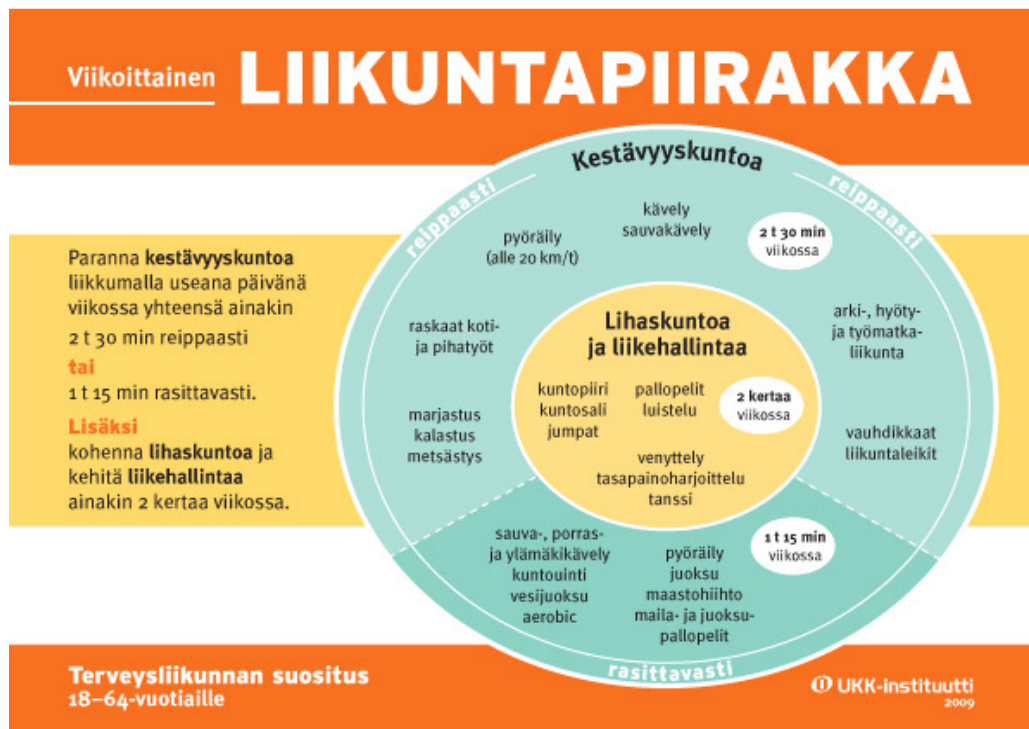 Viikoittainen LIIKUNTAPIIRAKKA
Paranna kestävyyskuntoa
liikkumalla useana päivänä
viikossa yhteensä ainakin
2 t 30 min reippaasti
tai
1 t 15 min rasittavasti.
Lisäksi
kohenna lihaskuntoa ja
kehitä liikehallintaa
ainakin 2 kertaa viikossa.
Kestävyyskuntoa
reippaasti
reippaasti
kävely
sauvakävely
2 t 30 min
viikossa
pyöräily
(alle 20 km/t)
raskaat koti-
ja pihatyöt
arki-, hyöty-
ja työmatka-
liikunta
marjastus
kalastus
metsästys
vauhdikkaat
liikuntaleikit
Lihaskuntoa
ja liikehallintaa
kuntopiiri
kuntosali
jumpat
pallopelit
luistelu
2 kertaa
viikossa
venyttely
tasapainoharjoittelu
tanssi
sauva-, porras-
ja ylämäkikävely
kuntouinti
vesijuoksu
aerobic
pyöräily
juoksu
maastohiihto
maila- ja juoksu-
pallopelit
1 t 15 min
viikossa
rasittavasti
Terveysliikunnan suositus
18–64-vuotiaille
UKK-instituutti
2009